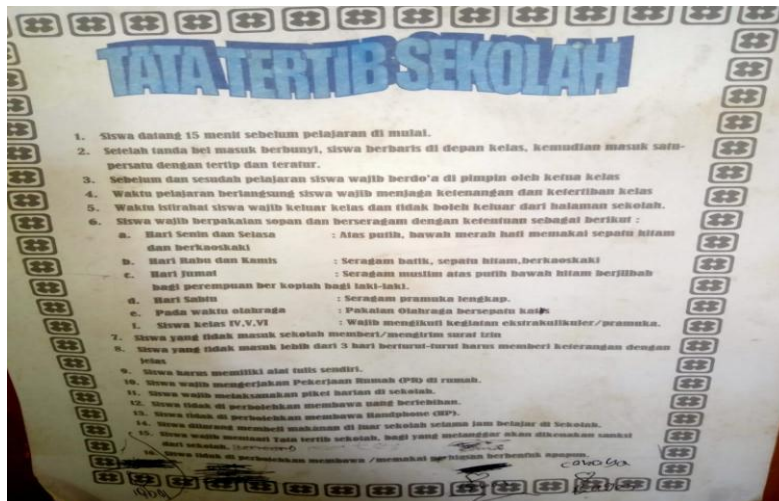 TATA TERTIB SEKOLAH
1. Siswa datang 15 menit sebelum pelajaran di mulai.
2. Setelah tanda bel masuk berbunyi, siswa berbaris di depan kelas, kemudian masuk satu-
persatu dengan tertip dan teratur.
3. Sebelum dan sesudah pelajaran siswa wajib berdo'a di pimpin oleh ketua kelas
4. Waktu pelajaran berlangsung siswa wajib menjaga ketenangan dan ketertiban kelas
5. Waktu istirahat siswa wajib keluar kelas dan tidak boleh keluar dari halaman sekolah.
6. Siswa wajib berpakaian sopan dan berseragam dengan ketentuan sebagai berikut :
a. Hari Senin dan Selasa : Atas putih, bawah merah hati memakai sepatu hitam
dan berkaoskaki
b. Hari Rabu dan Kamis : Seragam batik, sepatu hitam,berkaoskaki
c. Hari Jumat : Seragam muslim atas putih bawah hitam berjilbab
bagi perempuan ber kopiah bagi laki-laki.
d. Hari Sabtu : Seragam pramuka lengkap.
e. Pada waktu olahraga : Pakaian Olahraga bersepatu
f. Siswa kelas IV,V,VI : Wajib mengikuti kegiatan ekstrakulikuler/pramuka.
7. Siswa yang tidak masuk sekolah memberi/mengirim surat izin
8. Siswa yang tidak masuk lebih dari 3 hari berturut-turut harus memberi keterangan dengan
jelas
9. Siswa harus memiliki alat tulis sendiri.
10. Siswa wajib mengerjakan Pekerjaan Rumah (PR) di rumah.
11. Siswa wajib melaksanakan piket harian di sekolah.
12. Siswa tidak di perbolehkan membawa uang berlebihan.
13. Siswa tidak di perbolehkan membawa Handphone (HP).
14. Siswa dilarang membeli makanan di luar sekolah selama jam belajar di Sekolah.
15. Siswa wajib mentaati Tata tertib sekolah, bagi yang melanggar akan dikenakan sanksi
dari sekolah.
16. Siswa tidak di perbolehkan membawa /memakai perhiasan berbentuk apapun.